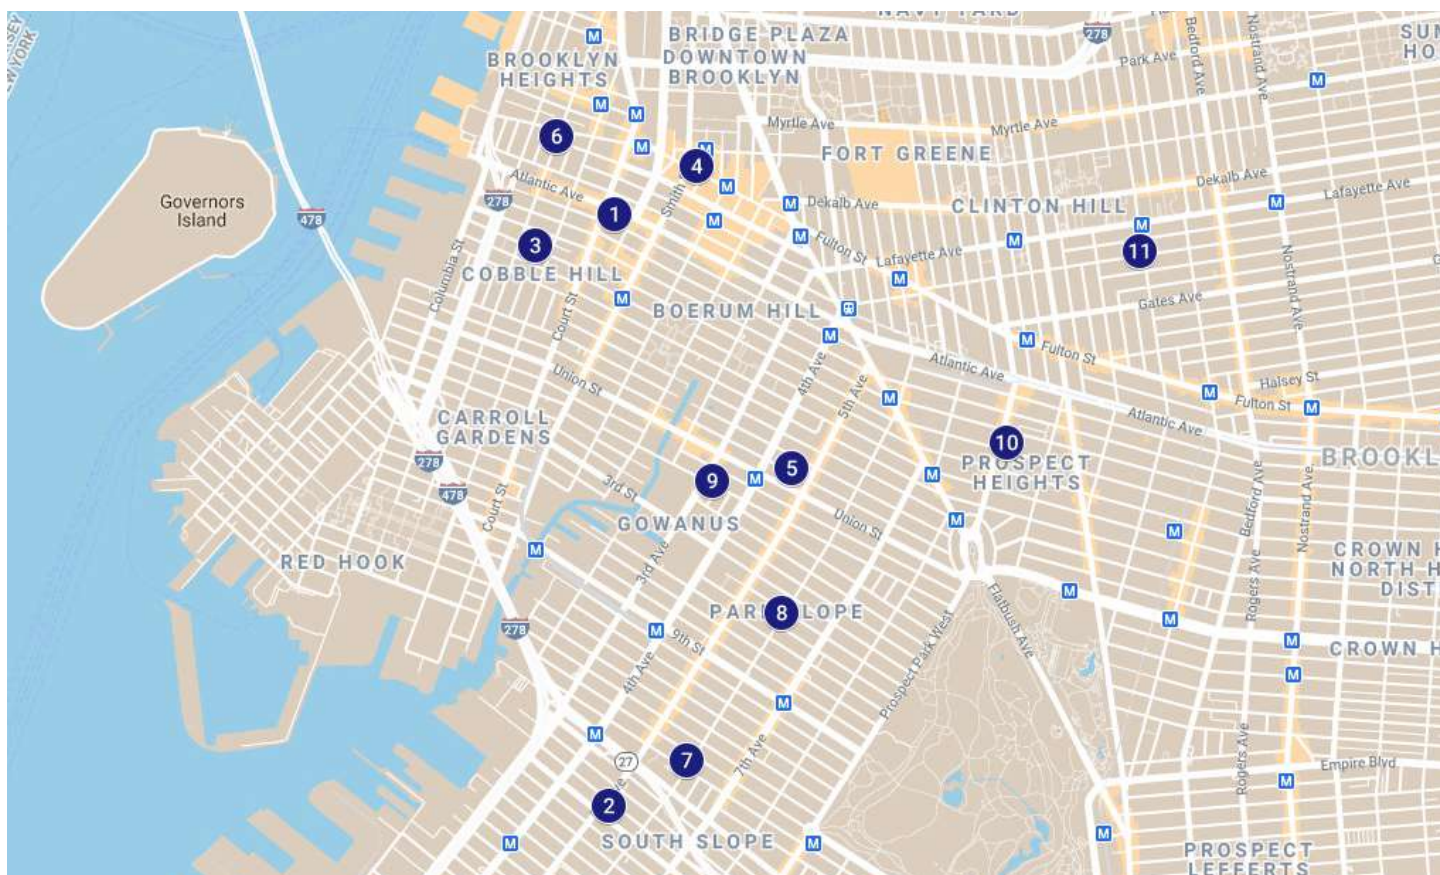 NAVY YARD
278
Bedford Ave
Nostrand Ave
BRIDGE PLAZA
DOWNTOWN
BROOKLYN
BROOKLYN
HEIGHTS
M
Park Ave
M
YORK
M
M
M
M
6
4
Myrtle Ave
Myrtle Ave
FORT GREENE
Governors
Island
478
278
Atlantic Ave
Smith
M
M
Dekalb Ave
Dekalb Ave
Lafayette Ave
CLINTON HILL
M
1
M
M
M
M
3
Fulton St
Lafayette Ave
11
COBBLE HILL
Columbia St
Court St
M
M
Nostrand Ave
BOERUM HILL
Gates Ave
M
M
Fulton St
Atlantic Ave
Union St
4th Ave
5th Ave
M
M
Halsey St
Fulton St
M
Atlantic Ave
CARROLL
GARDENS
278
478
10
PROSPECT
HEIGHTS
9
M
5
M
3rd St
Court St
GOWANUS
Union St
M
M
Bedford Ave
Nostrand Ave
RED HOOK
M
3rd Ave
Flatbush Ave
M
Rogers Ave
PARK SLOPE
8
M
278
M
9th St
Prospect Park West
M
CROWN H
M
4th Ave
M
M
27
7
7th Ave
Rogers Ave
Empire Blvd
M
2
SOUTH SLOPE
M
M
M
PROSPECT
LEFFERTS
CROWN H
NORTH H
DIST
BROOKL